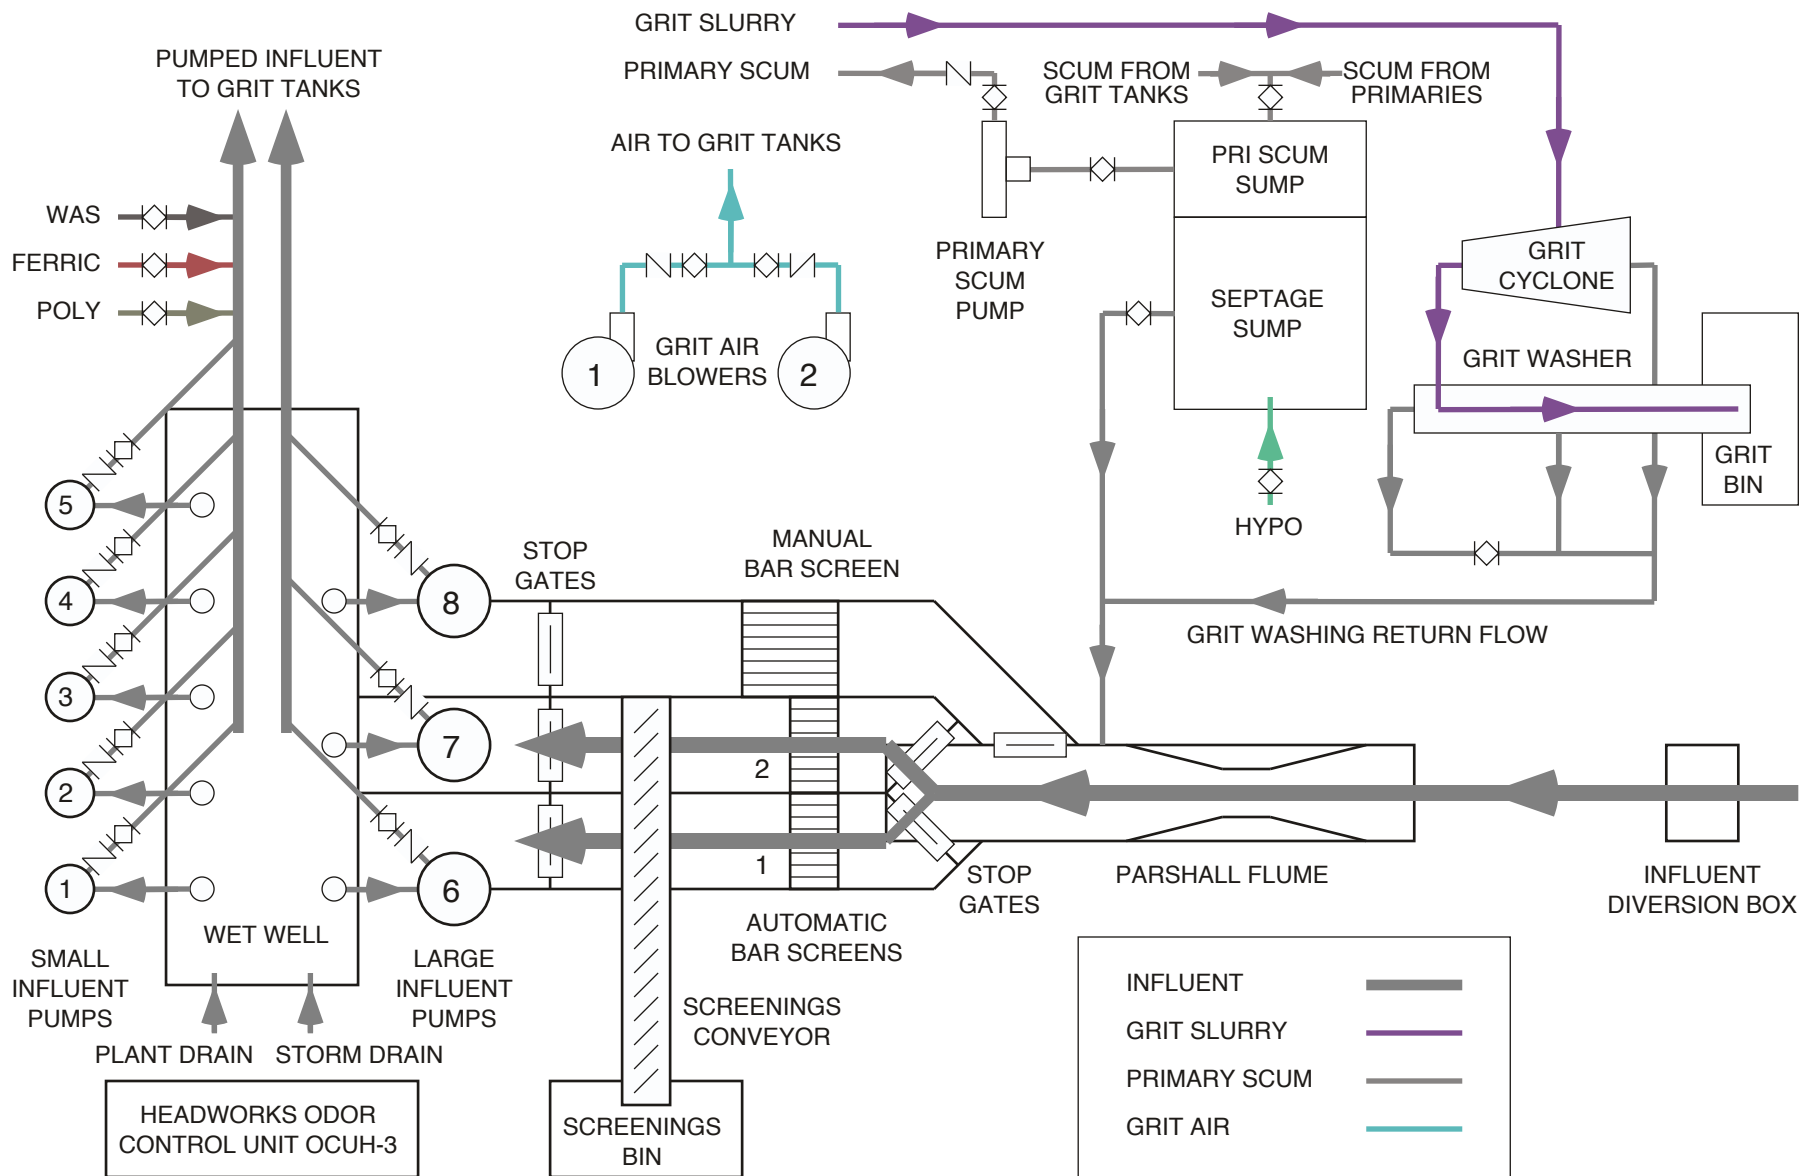 GRIT SLURRY
PUMPED INFLUENT
TO GRIT TANKS
PRIMARY SCUM
SCUM FROM
GRIT TANKS
SCUM FROM
PRIMARIES
AIR TO GRIT TANKS
PRI SCUM
SUMP
WAS
FERRIC
POLY
PRIMARY
SCUM
PUMP
GRIT
CYCLONE
SEPTAGE
SUMP
1
GRIT AIR
BLOWERS
2
GRIT WASHER
GRIT
BIN
HYPO
5
4
3
2
1
8
7
6
STOP
GATES
MANUAL
BAR SCREEN
GRIT WASHING RETURN FLOW
2
1
STOP
GATES
PARSHALL FLUME
INFLUENT
DIVERSION BOX
WET WELL
SMALL
INFLUENT
PUMPS
LARGE
INFLUENT
PUMPS
AUTOMATIC
BAR SCREENS
SCREENINGS
CONVEYOR
PLANT DRAIN
STORM DRAIN
HEADWORKS ODOR
CONTROL UNIT OCUH-3
SCREENINGS
BIN
INFLUENT
GRIT SLURRY
PRIMARY SCUM
GRIT AIR